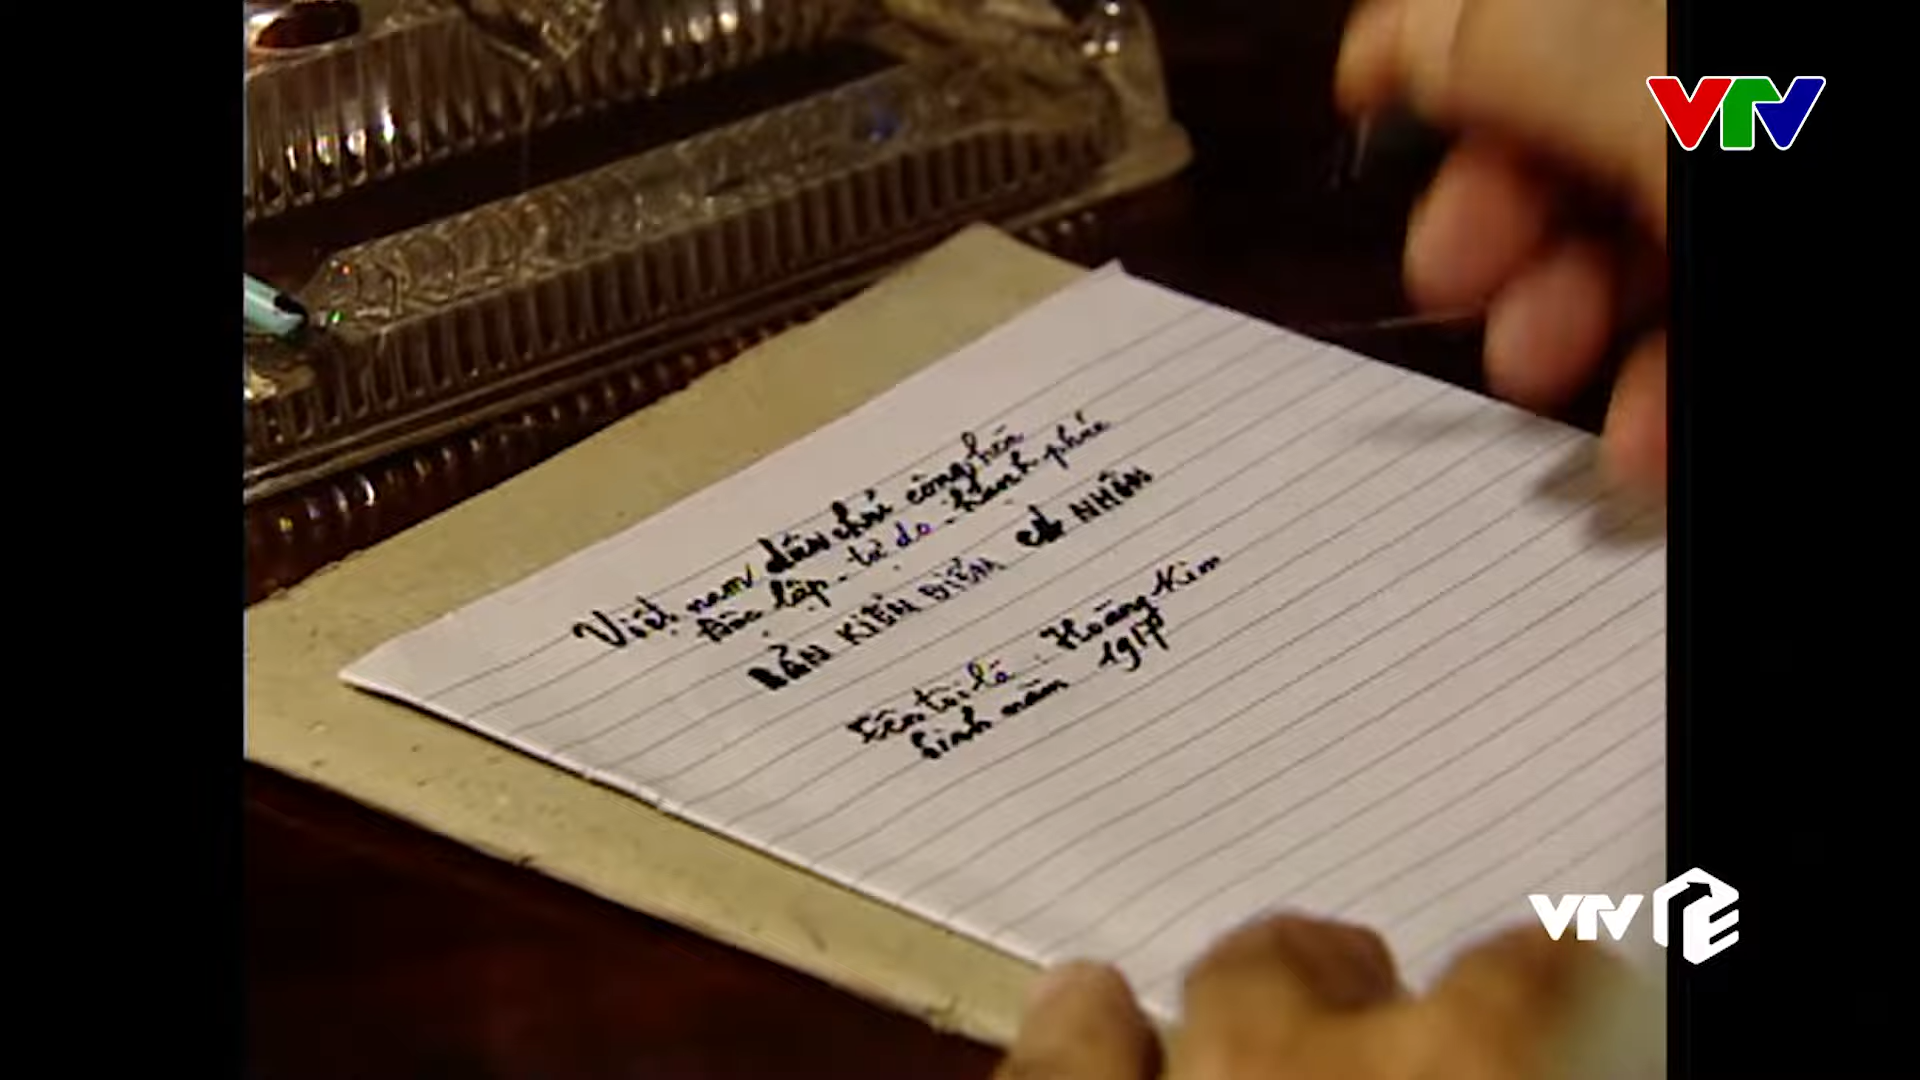 VTV
Việt nam dân chủ cộng hòa
Độc lập - tự do - hạnh phúc
BẢN KIỂM ĐIỂM CÁ NHÂN
Tên tôi là : Hoàng Kim
Sinh năm 1917
VTV